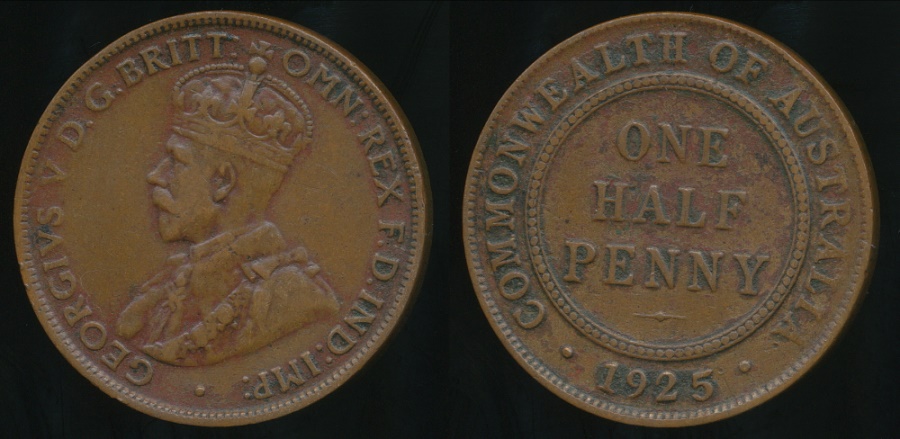 GEORGIVS V D.G.BRITT: OMN: REX F.D.IND:IMP:
COMMONWEALTH OF AUSTRALIA
ONE
HALF
PENNY
1925